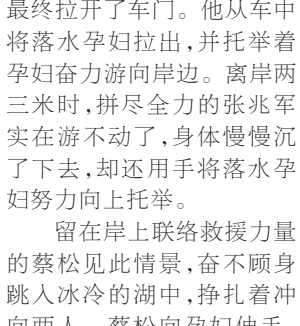 最终拉开了车门。他从车中
将落水孕妇拉出,并托举着
孕妇奋力游向岸边。离岸两
三米时,拼尽全力的张兆军
实在游不动了,身体慢慢沉
了下去,却还用手将落水孕
妇努力向上托举。
留在岸上联络救援力量
的蔡松见此情景,奋不顾身
跳入冰冷的湖中,挣扎着冲
向两人。蔡松向孕妇伸手,